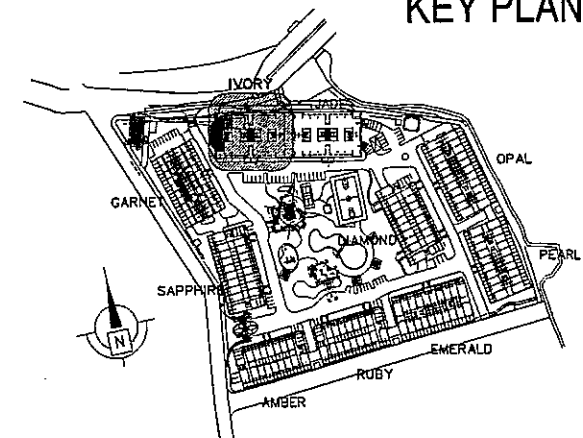 KEY PLAN
IVORY
JADE
OPAL
GARNET
DIAMOND
PEARL
SAPPHIRE
N
EMERALD
RUBY
AMBER